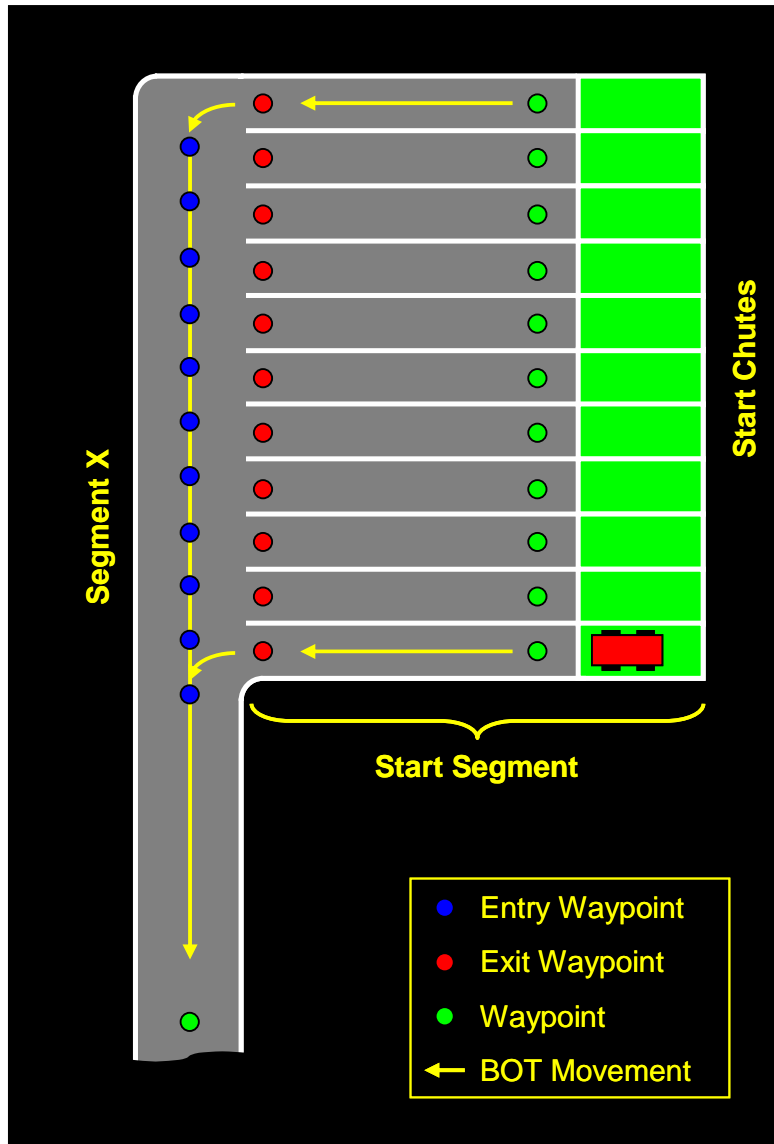 Start Chutes
Segment X
Start Segment
Entry Waypoint
Exit Waypoint
Waypoint
BOT Movement